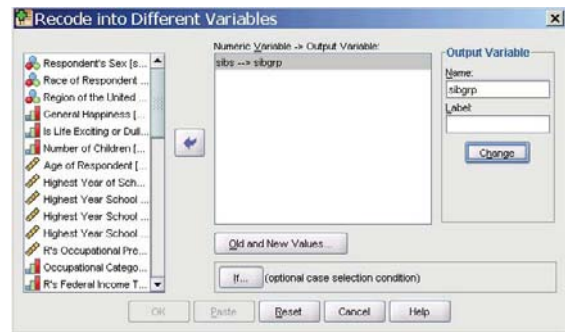 Recode into Different Variables
Respondent's Sex [s...
Race of Respondent ...
Region of the United ...
General Happiness [...
Is Life Exciting or Dull...
Number of Children [...
Age of Respondent [...
Highest Year of Sch...
Highest Year School ...
Highest Year School ...
Highest Year School ...
R's Occupational Pre...
Occupational Catego...
R's Federal Income T...
Numeric Variable -> Output Variable:
sibs --> sibgrp
Old and New Values...
If... (optional case selection condition)
Output Variable
Name:
sibgrp
Label:
Change
OK Paste Reset Cancel Help